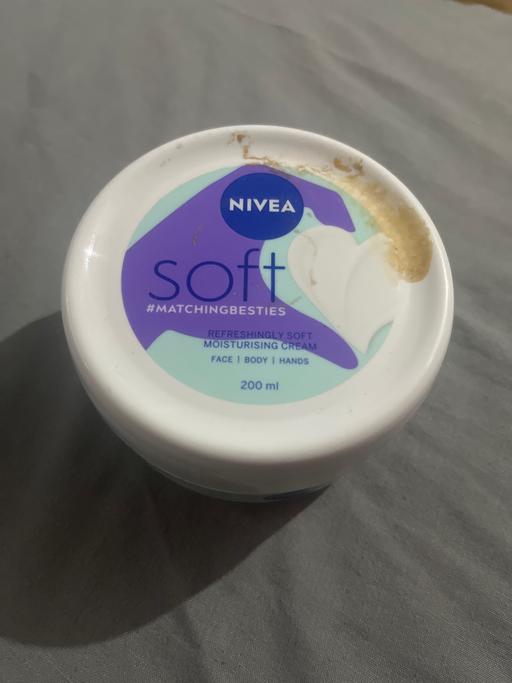 NIVEA
soft
#MATCHINGBESTIES
REFRESHINGLY SOFT
MOISTURISING CREAM
FACE | BODY | HANDS
200 ml